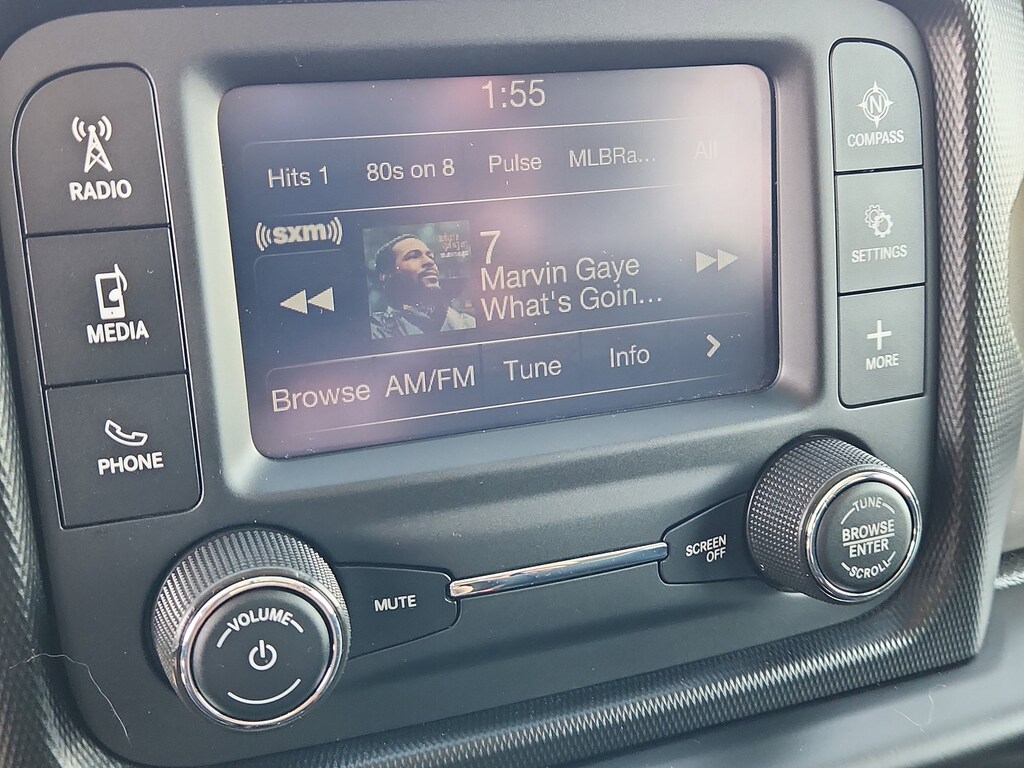 1:55
Hits 1
80s on 8
Pulse
MLBRa...
All
((sxm))
7
Marvin Gaye
What's Goin...
Browse
AM/FM
Tune
Info
>
RADIO
MEDIA
PHONE
N
COMPASS
SETTINGS
+
MORE
VOLUME
MUTE
SCREEN
OFF
TUNE
BROWSE
ENTER
SCROLL